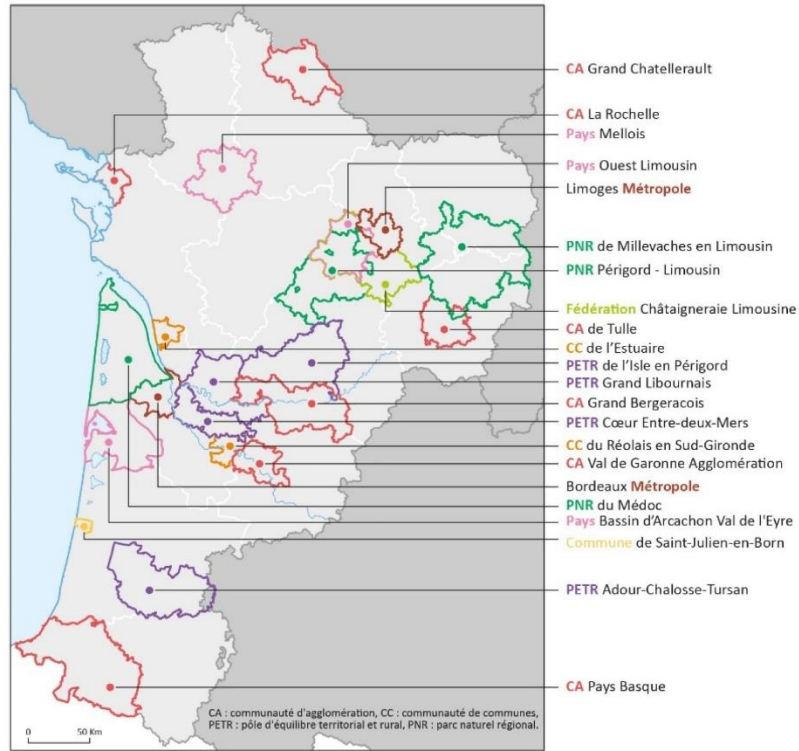 CA Grand Chatellerault
CA La Rochelle
Pays Mellois
Pays Ouest Limousin
Limoges Métropole
PNR de Millevaches en Limousin
PNR Périgord - Limousin
Fédération Châtaigneraie Limousine
CA de Tulle
CC de l'Estuaire
PETR de l'Isle en Périgord
PETR Grand Libournais
CA Grand Bergeracois
PETR Cœur Entre-deux-Mers
CC du Réolais en Sud-Gironde
CA Val de Garonne Agglomération
Bordeaux Métropole
PNR du Médoc
Pays Bassin d'Arcachon Val de l'Eyre
Commune de Saint-Julien-en-Born
PETR Adour-Chalosse-Tursan
CA Pays Basque
CA : communauté d'agglomération, CC : communauté de communes,
PETR : pôle d'équilibre territorial et rural, PNR : parc naturel régional.
0 50 Km